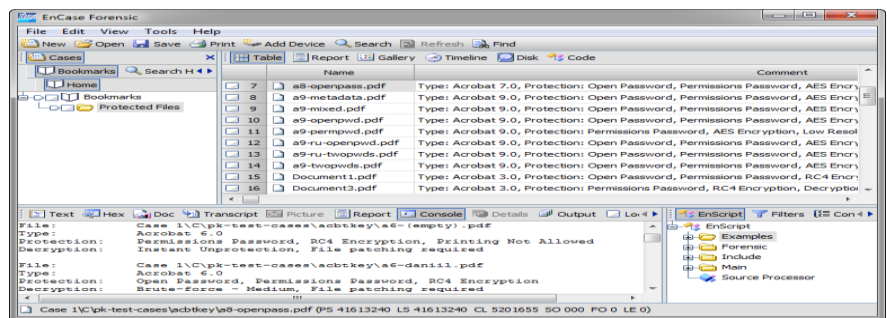 EnCase Forensic
File Edit View Tools Help
New Open Save Print Add Device Search Refresh Find
Cases Table Report Gallery Timeline Disk Code
Bookmarks Search H Name Comment
Home 7 a8-openpass.pdf Type: Acrobat 7.0, Protection: Open Password, Permissions Password, AES Encry
Bookmarks 8 a9-metadata.pdf Type: Acrobat 9.0, Protection: Open Password, Permissions Password, AES Encry
Protected Files 9 a9-mixed.pdf Type: Acrobat 9.0, Protection: Open Password, Permissions Password, AES Encry
10 a9-openpwd.pdf Type: Acrobat 9.0, Protection: Open Password, Permissions Password, AES Encry
11 a9-permpwd.pdf Type: Acrobat 9.0, Protection: Permissions Password, AES Encryption, Low Resol
12 a9-ru-openpwd.pdf Type: Acrobat 9.0, Protection: Open Password, Permissions Password, AES Encry
13 a9-ru-twopwds.pdf Type: Acrobat 9.0, Protection: Open Password, Permissions Password, AES Encry
14 a9-twopwds.pdf Type: Acrobat 9.0, Protection: Open Password, Permissions Password, AES Encry
15 Document1.pdf Type: Acrobat 3.0, Protection: Open Password, Permissions Password, RC4 Encr
16 Document3.pdf Type: Acrobat 3.0, Protection: Permissions Password, RC4 Encryption, Decryptio
Text Hex Doc Transcript Picture Report Console Details Output Lo EnScript Filters Con
File: Case 1\C\pk-test-cases\acbtkey\a6-(empty).pdf EnScript
Type: Acrobat 6.0 Examples
Protection: Permissions Password, RC4 Encryption, Printing Not Allowed Forensic
Decryption: Instant Unprotection, File patching required Include
File: Case 1\C\pk-test-cases\acbtkey\a6-daniil.pdf Main
Type: Acrobat 6.0 Source Processor
Protection: Open Password, Permissions Password, RC4 Encryption
Decryption: Brute-force - Medium, File patching required
Case 1\C\pk-test-cases\acbtkey\a8-openpass.pdf (PS 41613240 LS 41613240 CL 5201655 SO 000 FO 0 LE 0)